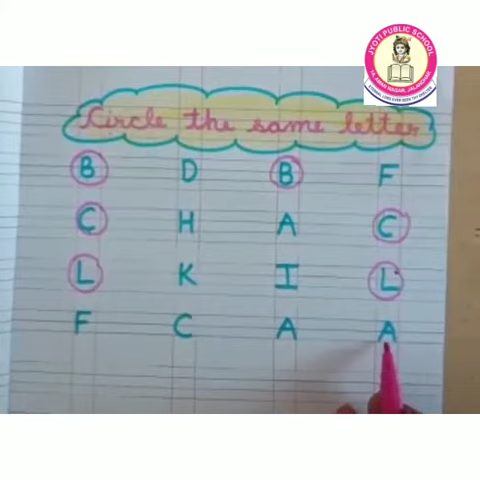 JYOTI PUBLIC SCHOOL
Circle the same letter
B D B F
C H A C
L K I L
F C A A